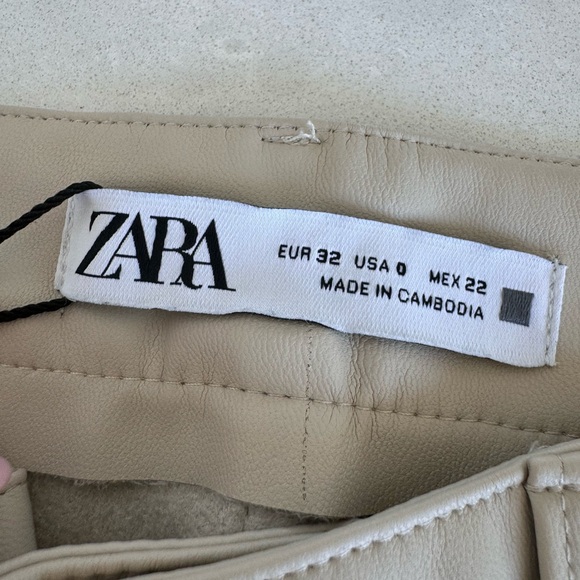 ZARA
EUR 32 USA 0 MEX 22
MADE IN CAMBODIA